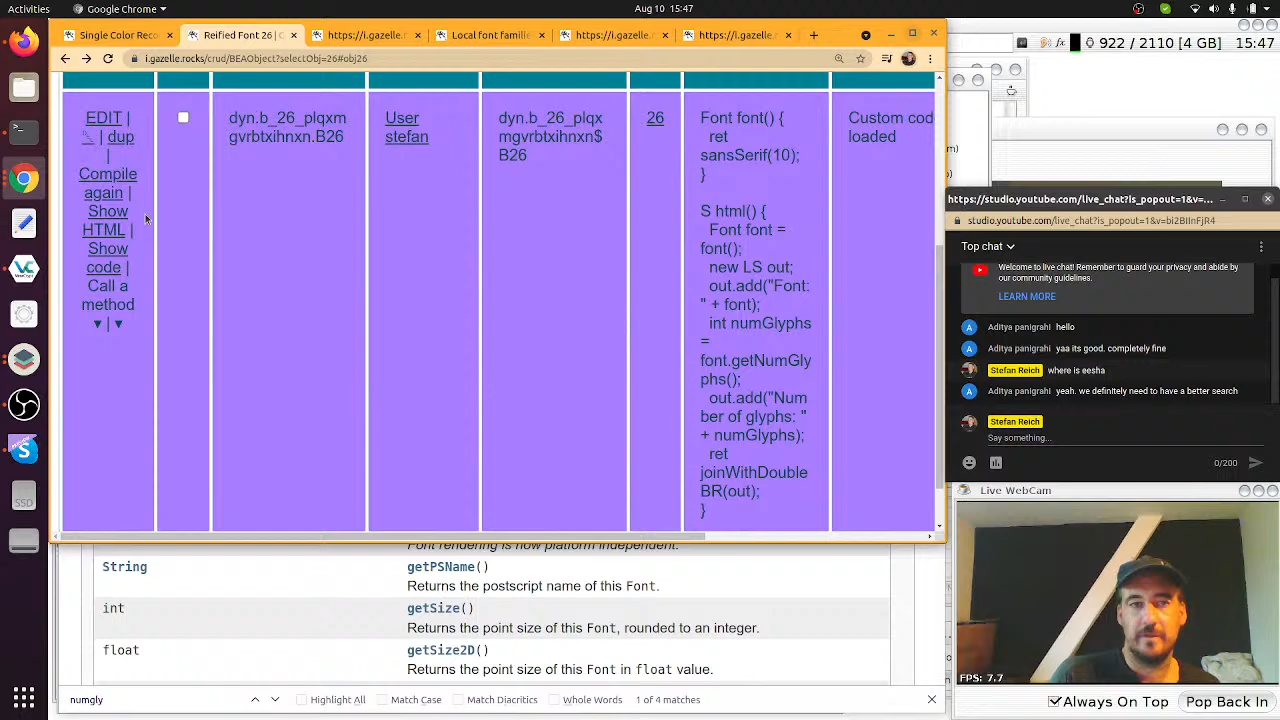 Activities
Google Chrome
Aug 10 15:47
922 / 2110 [4 GB]
15:47
Single Color Reco
Reified Font 26 | G
https://i.gazelle.rocks/
Local font familie
https://i.gazelle.ro
https://i.gazelle.ro
i.gazelle.rocks/crud/BEAObject?selectObj=26#obj26
EDIT |
| dup
|
Compile
again |
Show
HTML |
Show
code |
Call a
method
▼ | ▼
dyn.b_26_plqxm
gvrbtxihnxn.B26
User
stefan
dyn.b_26_plqx
mgvrbtxihnxn$
B26
26
Font font() {
ret
sansSerif(10);
}
S html() {
Font font =
font();
new LS out;
out.add("Font:
" + font);
int numGlyphs
=
font.getNumGly
phs();
out.add("Num
ber of glyphs: "
+ numGlyphs);
ret
joinWithDouble
BR(out);
}
Custom cod
loaded
Font rendering is now platform independent.
String
getPSName()
Returns the postscript name of this Font.
int
getSize()
Returns the point size of this Font, rounded to an integer.
float
getSize2D()
Returns the point size of this Font in float value.
numgly
Highlight All
Match Case
Match Diacritics
Whole Words
1 of 4 matches
m)
https://studio.youtube.com/live_chat?is_popout=1&v=...
studio.youtube.com/live_chat?is_popout=1&v=bi2BIInFjR4
Top chat
Welcome to live chat! Remember to guard your privacy and abide by
our community guidelines.
LEARN MORE
A Aditya panigrahi hello
A Aditya panigrahi yaa its good. completely fine
Stefan Reich where is eesha
A Aditya panigrahi yeah. we definitely need to have a better search
Stefan Reich
Say something...
0/200
Live WebCam
FPS: 7.7
Always On Top
Pop Back In
SSD